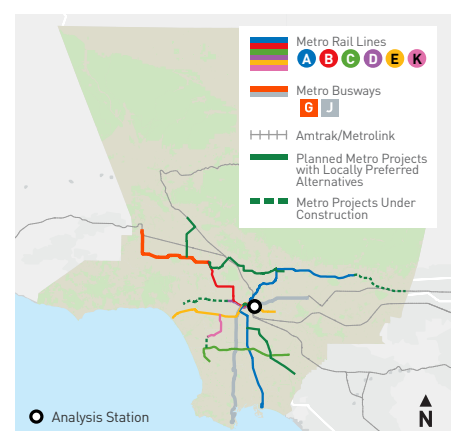 Metro Rail Lines
A B C D E K
Metro Busways
G J
Amtrak/Metrolink
Planned Metro Projects
with Locally Preferred
Alternatives
Metro Projects Under
Construction
Analysis Station
N